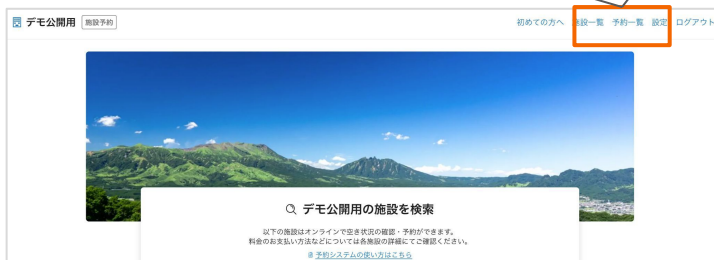 デモ公開用 施設予約
初めての方へ 施設一覧 予約一覧 設定 ログアウト
デモ公開用の施設を検索
以下の施設はオンラインで空き状況の確認・予約ができます。
料金のお支払い方法などについては各施設の詳細にてご確認ください。
予約システムの使い方はこちら